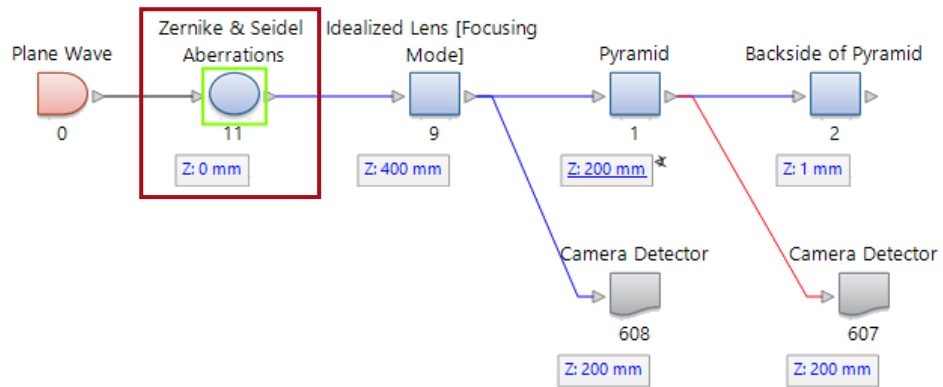 Plane Wave
0
Zernike & Seidel
Aberrations
11
Z: 0 mm
Idealized Lens [Focusing
Mode]
9
Z: 400 mm
Pyramid
1
Z: 200 mm
Backside of Pyramid
2
Z: 1 mm
Camera Detector
608
Z: 200 mm
Camera Detector
607
Z: 200 mm